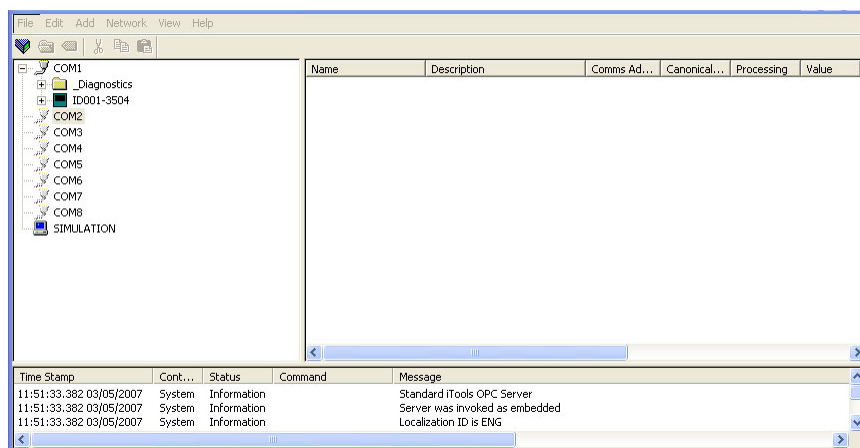 File Edit Add Network View Help
COM1
_Diagnostics
ID001-3504
COM2
COM3
COM4
COM5
COM6
COM7
COM8
SIMULATION
Name Description Comms Ad... Canonical... Processing Value
Time Stamp Cont... Status Command Message
11:51:33.382 03/05/2007 System Information Standard iTools OPC Server
11:51:33.382 03/05/2007 System Information Server was invoked as embedded
11:51:33.382 03/05/2007 System Information Localization ID is ENG